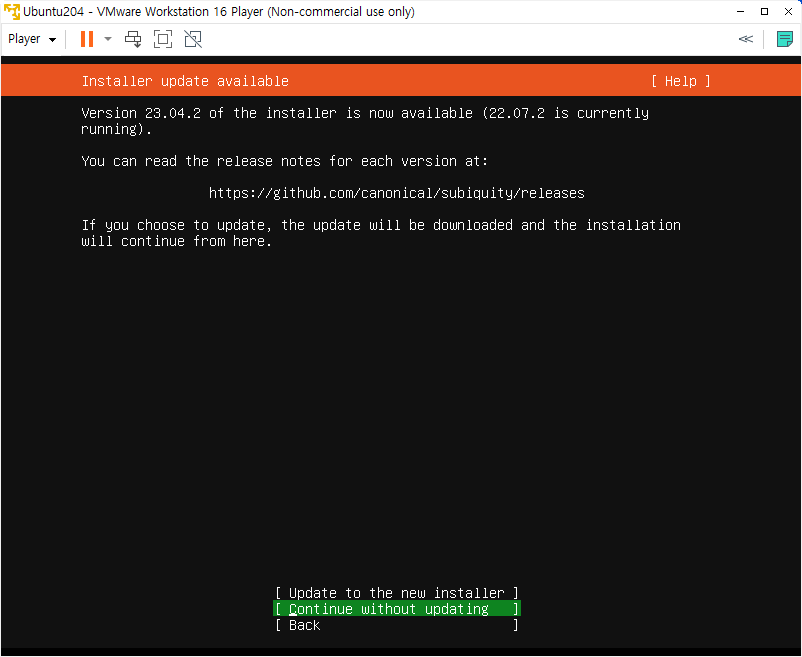 Ubuntu204 - VMware Workstation 16 Player (Non-commercial use only)
Player
Installer update available [ Help ]
Version 23.04.2 of the installer is now available (22.07.2 is currently
running).
You can read the release notes for each version at:
https://github.com/canonical/subiquity/releases
If you choose to update, the update will be downloaded and the installation
will continue from here.
[ Update to the new installer ]
[ Continue without updating ]
[ Back ]